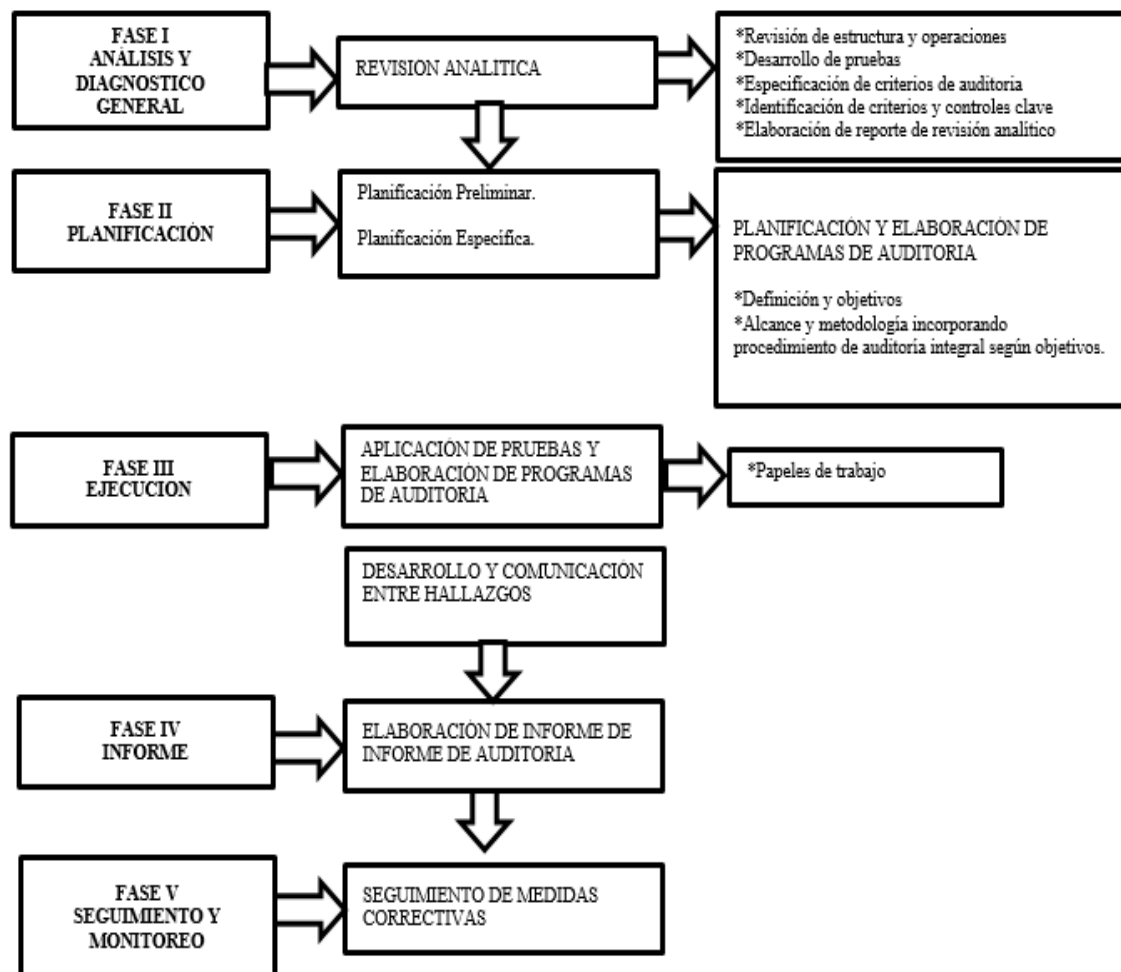 FASE I
ANÁLISIS Y
DIAGNOSTICO
GENERAL
REVISION ANALITICA
*Revisión de estructura y operaciones
*Desarrollo de pruebas
*Especificación de criterios de auditoria
*Identificación de criterios y controles clave
*Elaboración de reporte de revisión analítico
FASE II
PLANIFICACIÓN
Planificación Preliminar.
Planificación Específica.
PLANIFICACIÓN Y ELABORACIÓN DE
PROGRAMAS DE AUDITORIA
*Definición y objetivos
*Alcance y metodología incorporando
procedimiento de auditoría integral según objetivos.
FASE III
EJECUCION
APLICACIÓN DE PRUEBAS Y
ELABORACIÓN DE PROGRAMAS
DE AUDITORIA
*Papeles de trabajo
DESARROLLO Y COMUNICACIÓN
ENTRE HALLAZGOS
FASE IV
INFORME
ELABORACIÓN DE INFORME DE
INFORME DE AUDITORIA
FASE V
SEGUIMIENTO Y
MONITOREO
SEGUIMIENTO DE MEDIDAS
CORRECTIVAS